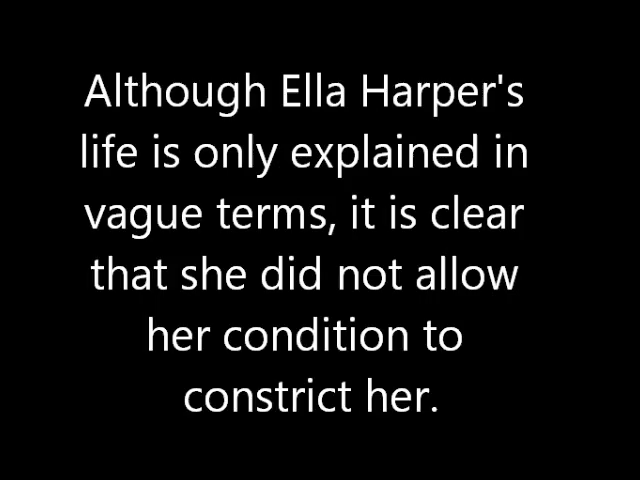 Although Ella Harper's
life is only explained in
vague terms, it is clear
that she did not allow
her condition to
constrict her.